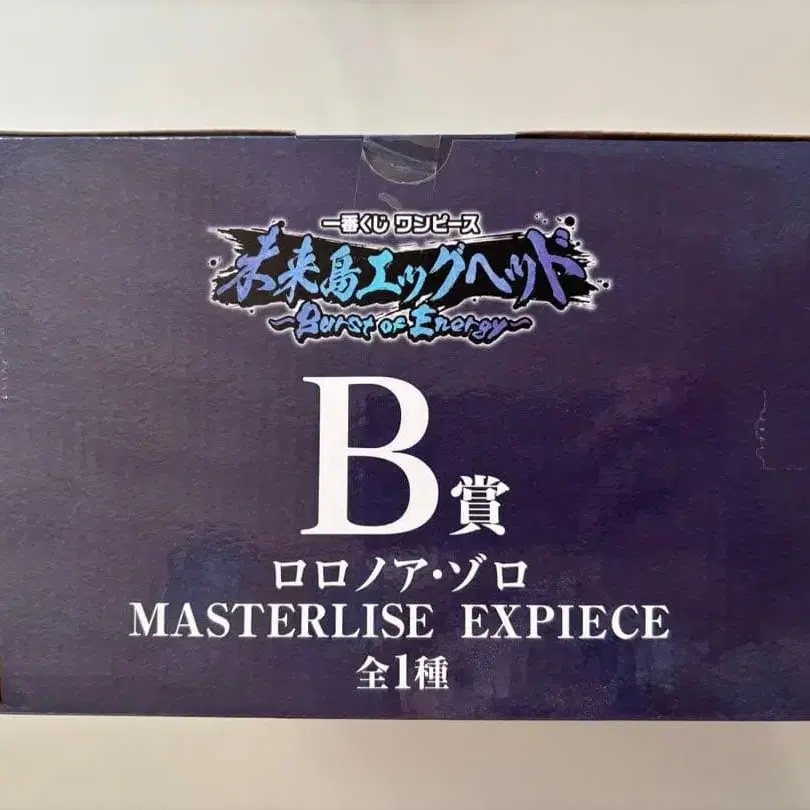 一番くじ ワンピース
未来島エッグヘッド
~Burst of Energy~
B賞
ロロノア・ゾロ
MASTERLISE EXPIECE
全1種